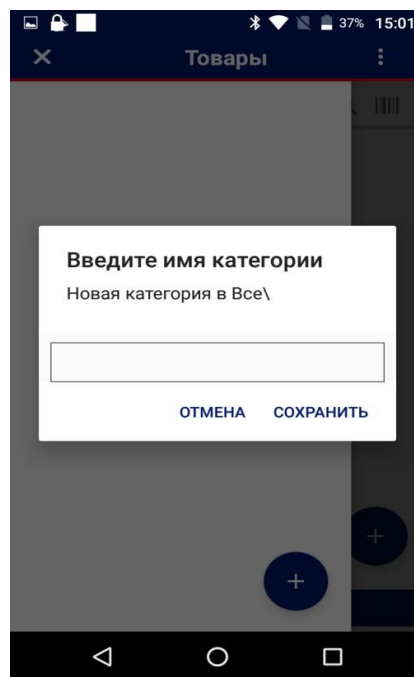 37% 15:01
Товары
Введите имя категории
Новая категория в Все\
ОТМЕНА СОХРАНИТЬ